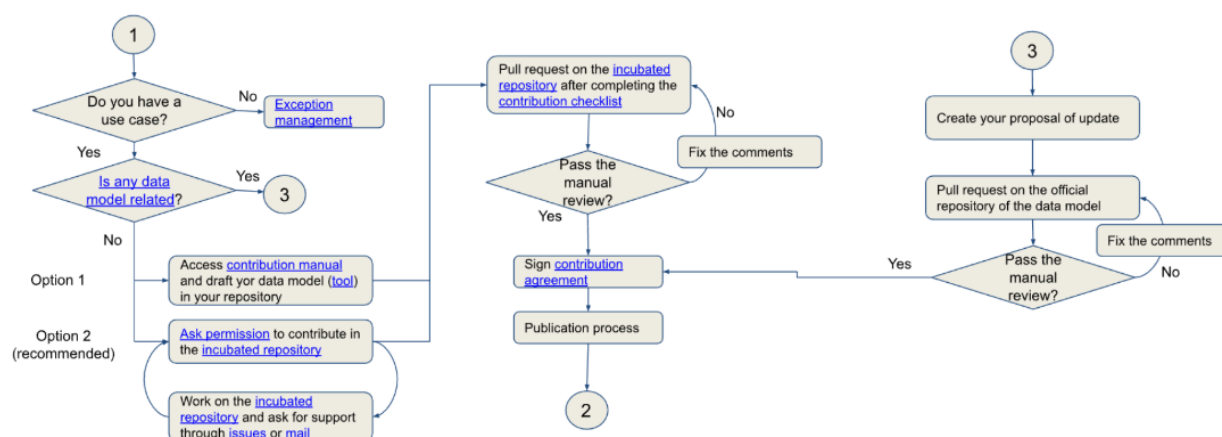 1
Do you have a
use case?
No
Exception
management
Yes
Is any data
model related?
Yes
3
No
Option 1
Access contribution manual
and draft yor data model (tool)
in your repository
Option 2
(recommended)
Ask permission to contribute in
the incubated repository
Work on the incubated
repository and ask for support
through issues or mail
Pull request on the incubated
repository after completing the
contribution checklist
No
Fix the comments
Pass the
manual
review?
Yes
Sign contribution
agreement
Publication process
2
3
Create your proposal of update
Pull request on the official
repository of the data model
Fix the comments
Pass the
manual
review?
Yes
No